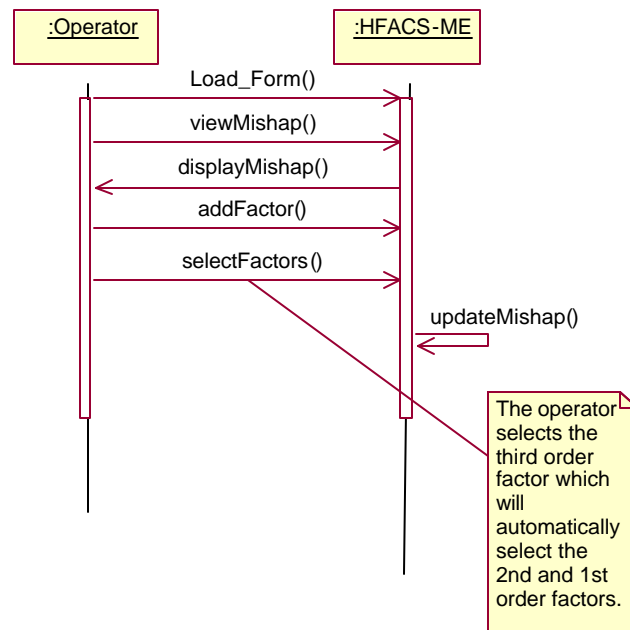 :Operator
:HFACS-ME
Load_Form()
viewMishap()
displayMishap()
addFactor()
selectFactors()
updateMishap()
The operator
selects the
third order
factor which
will
automatically
select the
2nd and 1st
order factors.